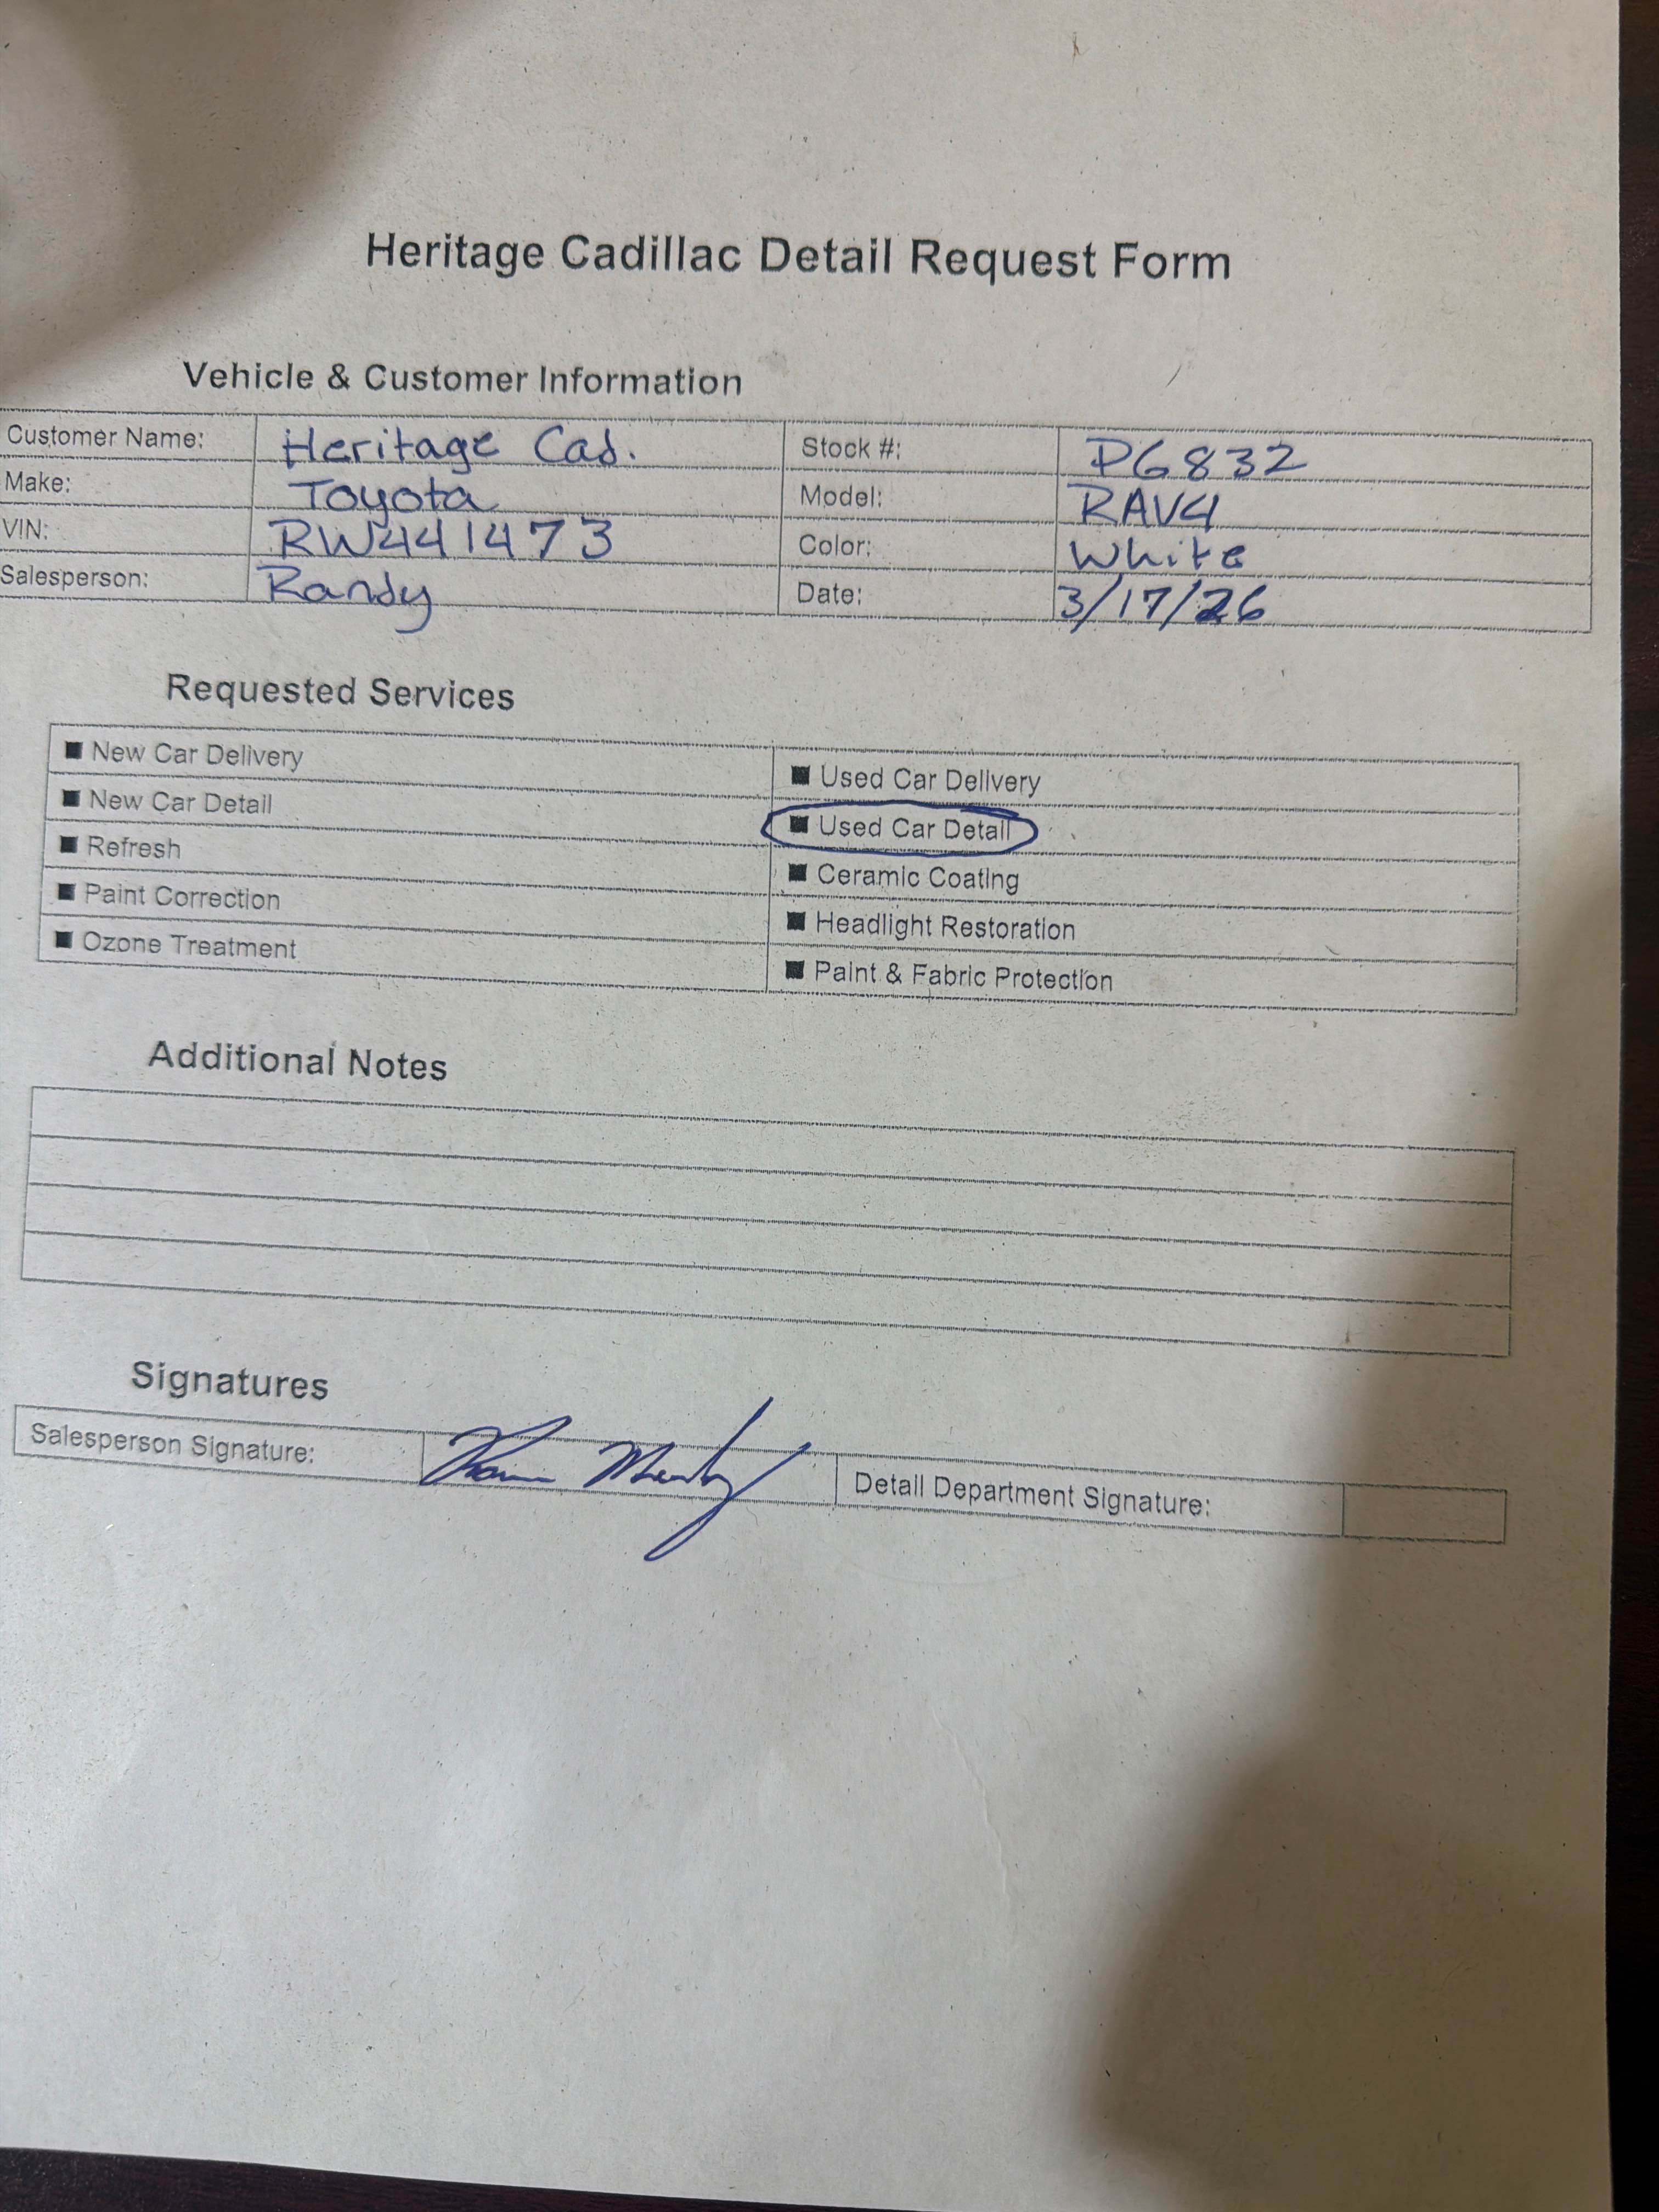 Heritage Cadillac Detail Request Form
Vehicle & Customer Information
Customer Name: Heritage Cad. Stock #: P6832
Make: Toyota Model: RAV4
VIN: RW441473 Color: White
Salesperson: Randy Date: 3/17/26
Requested Services
■ New Car Delivery ■ Used Car Delivery
■ New Car Detail ■ Used Car Detail
■ Refresh ■ Ceramic Coating
■ Paint Correction ■ Headlight Restoration
■ Ozone Treatment ■ Paint & Fabric Protection
Additional Notes
Signatures
Salesperson Signature: Detail Department Signature: